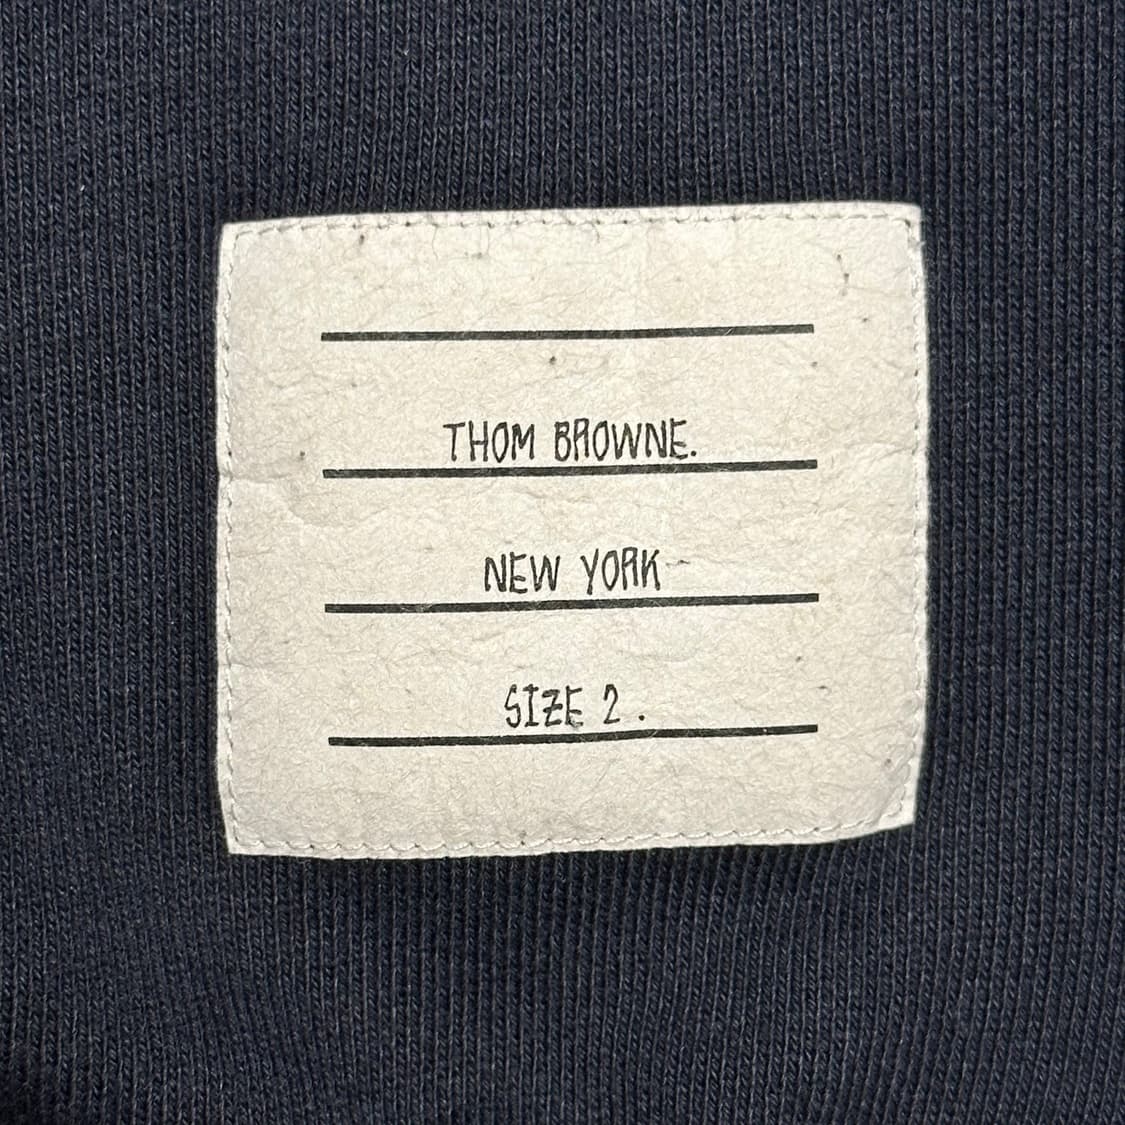 THOM BROWNE.
NEW YORK
SIZE 2.